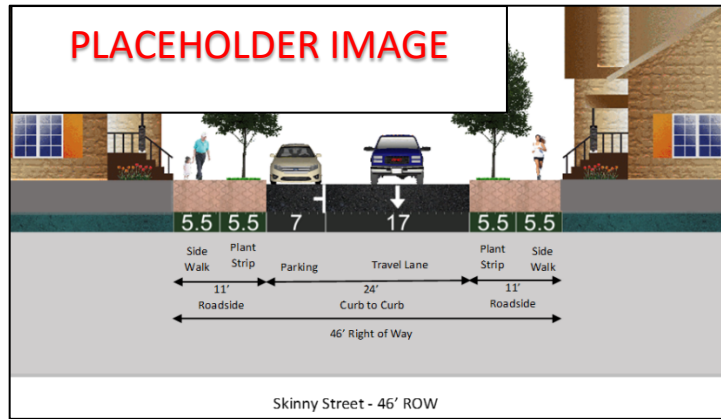 PLACEHOLDER IMAGE
5.5 5.5 7 17 5.5 5.5
Side Walk Plant Strip Parking Travel Lane Plant Strip Side Walk
11' 24' 11'
Roadside Curb to Curb Roadside
46' Right of Way
Skinny Street - 46' ROW